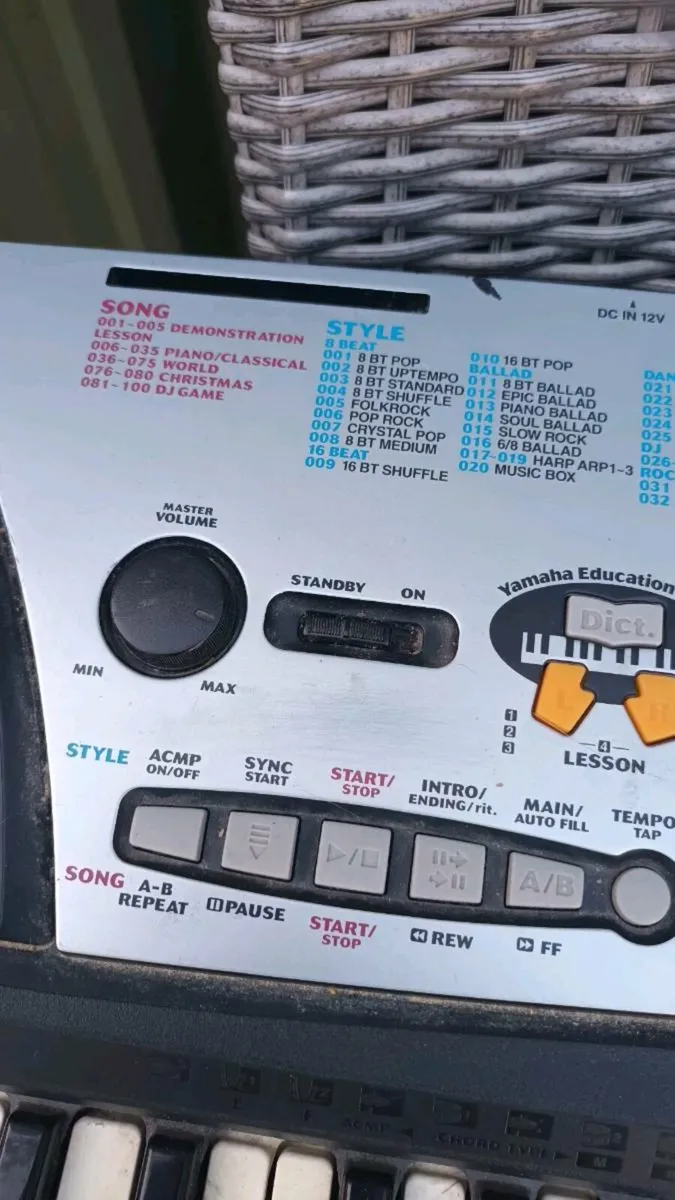 DC IN 12V
SONG
001~005 DEMONSTRATION
LESSON
006~035 PIANO/CLASSICAL
036~075 WORLD
076~080 CHRISTMAS
081~100 DJ GAME
STYLE
8 BEAT
001 8 BT POP
002 8 BT UPTEMPO
003 8 BT STANDARD
004 8 BT SHUFFLE
005 FOLKROCK
006 POP ROCK
007 CRYSTAL POP
008 8 BT MEDIUM
16 BEAT
009 16 BT SHUFFLE
010 16 BT POP
BALLAD
011 8 BT BALLAD
012 EPIC BALLAD
013 PIANO BALLAD
014 SOUL BALLAD
015 SLOW ROCK
016 6/8 BALLAD
017~019 HARP ARP1~3
020 MUSIC BOX
DAN
021
022
023
024
025
DJ
026~
ROC
031
032
MASTER
VOLUME
MIN
MAX
STANDBY ON
Yamaha Education
Dict.
L R
1
2
3
4
LESSON
STYLE
ACMP
ON/OFF
SYNC
START
START/
STOP
INTRO/
ENDING/rit.
MAIN/
AUTO FILL
TEMPO
TAP
A/B
SONG
A-B
REPEAT
PAUSE
START/
STOP
REW
FF
ACMP
CHORD TYPE
M